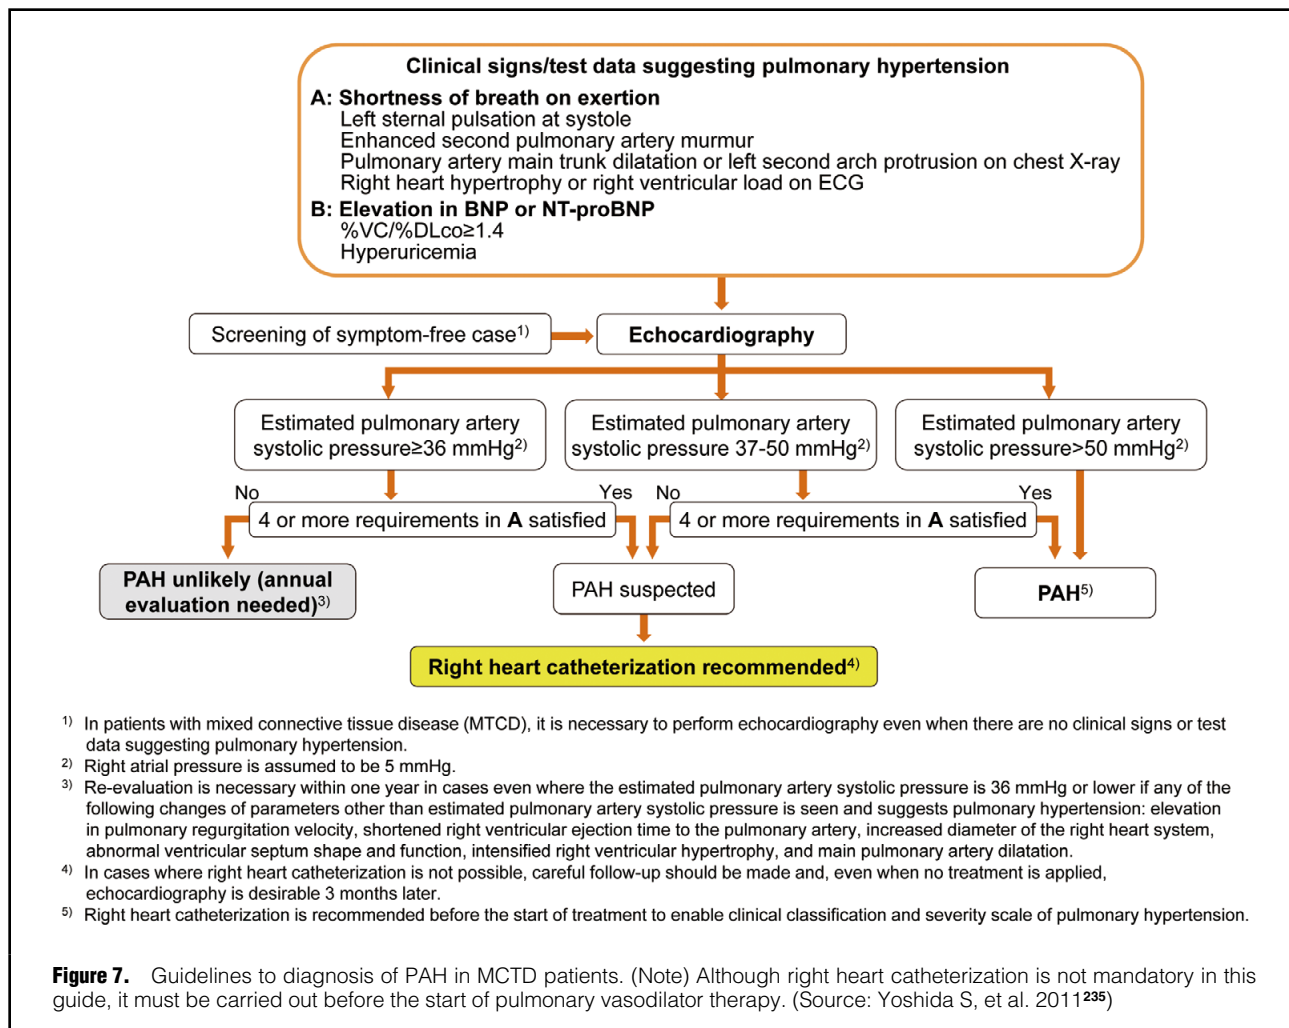 Clinical signs/test data suggesting pulmonary hypertension
A: Shortness of breath on exertion
Left sternal pulsation at systole
Enhanced second pulmonary artery murmur
Pulmonary artery main trunk dilatation or left second arch protrusion on chest X-ray
Right heart hypertrophy or right ventricular load on ECG
B: Elevation in BNP or NT-proBNP
%VC/%DLco≥1.4
Hyperuricemia
Screening of symptom-free case1)
Echocardiography
Estimated pulmonary artery
systolic pressure≥36 mmHg2)
Estimated pulmonary artery
systolic pressure 37-50 mmHg2)
Estimated pulmonary artery
systolic pressure>50 mmHg2)
No
Yes
No
Yes
4 or more requirements in A satisfied
4 or more requirements in A satisfied
PAH unlikely (annual
evaluation needed)3)
PAH suspected
PAH5)
Right heart catheterization recommended4)
1) In patients with mixed connective tissue disease (MTCD), it is necessary to perform echocardiography even when there are no clinical signs or test
data suggesting pulmonary hypertension.
2) Right atrial pressure is assumed to be 5 mmHg.
3) Re-evaluation is necessary within one year in cases even where the estimated pulmonary artery systolic pressure is 36 mmHg or lower if any of the
following changes of parameters other than estimated pulmonary artery systolic pressure is seen and suggests pulmonary hypertension: elevation
in pulmonary regurgitation velocity, shortened right ventricular ejection time to the pulmonary artery, increased diameter of the right heart system,
abnormal ventricular septum shape and function, intensified right ventricular hypertrophy, and main pulmonary artery dilatation.
4) In cases where right heart catheterization is not possible, careful follow-up should be made and, even when no treatment is applied,
echocardiography is desirable 3 months later.
5) Right heart catheterization is recommended before the start of treatment to enable clinical classification and severity scale of pulmonary hypertension.
Figure 7. Guidelines to diagnosis of PAH in MCTD patients. (Note) Although right heart catheterization is not mandatory in this
guide, it must be carried out before the start of pulmonary vasodilator therapy. (Source: Yoshida S, et al. 2011235)